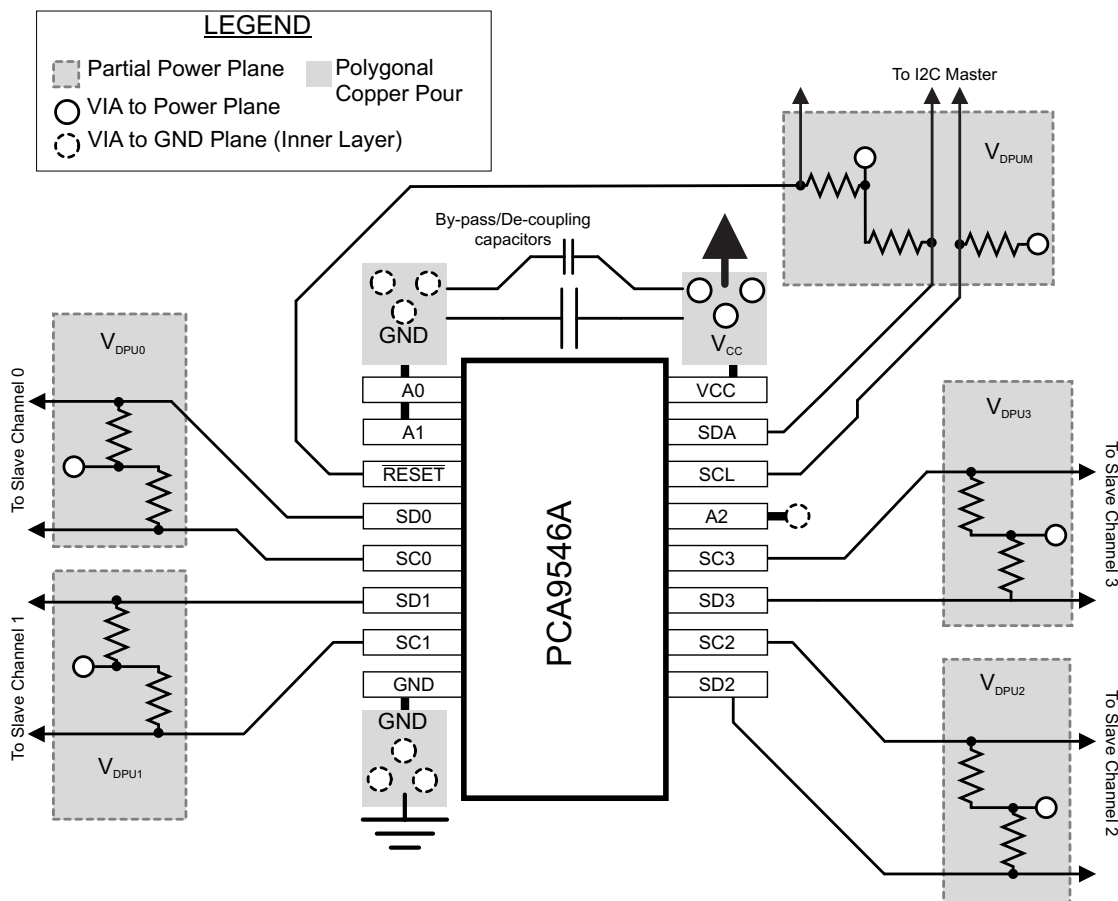 LEGEND
Partial Power Plane
Polygonal
Copper Pour
VIA to Power Plane
VIA to GND Plane (Inner Layer)
To I2C Master
VDPUM
By-pass/De-coupling
capacitors
GND
VCC
VDPU0
To Slave Channel 0
A0
A1
RESET
SD0
SC0
SD1
SC1
GND
PCA9546A
VCC
SDA
SCL
A2
SC3
SD3
SC2
SD2
VDPU3
To Slave Channel 3
To Slave Channel 1
VDPU1
GND
VDPU2
To Slave Channel 2